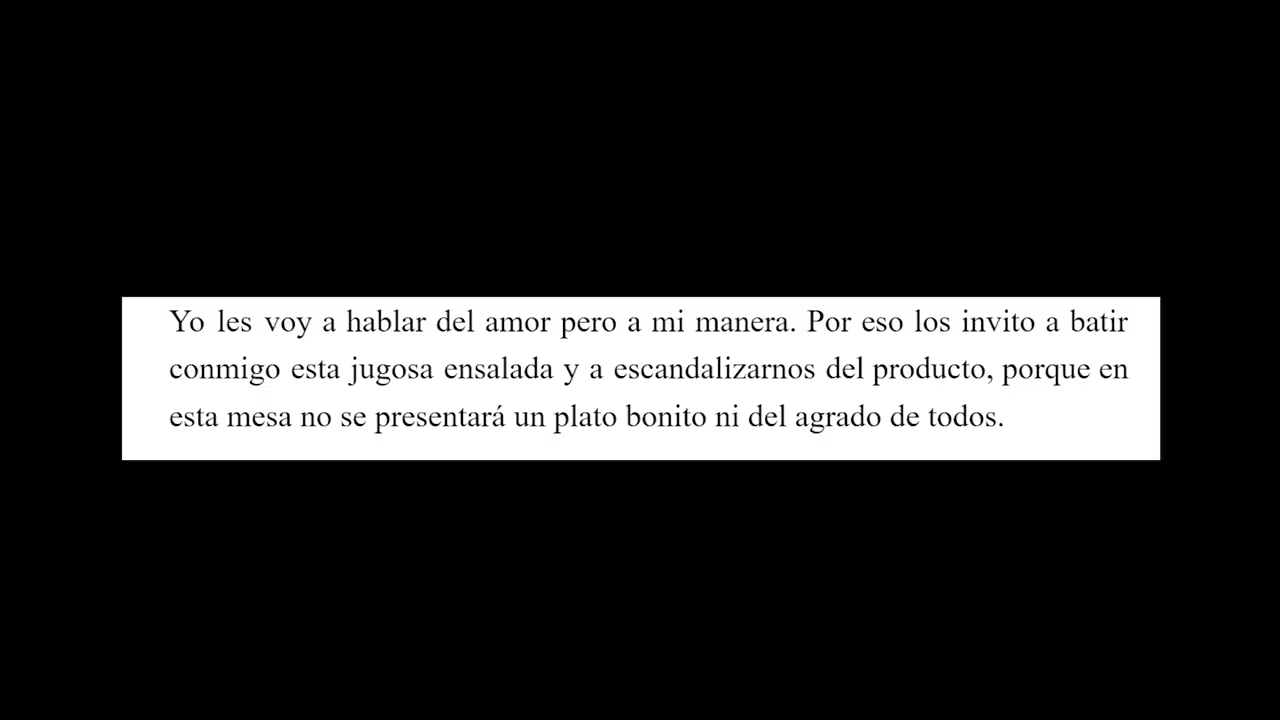 Yo les voy a hablar del amor pero a mi manera. Por eso los invito a batir
conmigo esta jugosa ensalada y a escandalizarnos del producto, porque en
esta mesa no se presentará un plato bonito ni del agrado de todos.